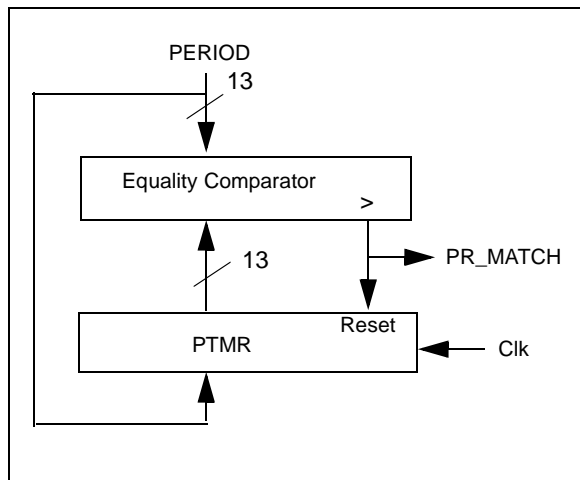 PERIOD
13
Equality Comparator
>
13
PR_MATCH
Reset
PTMR
Clk